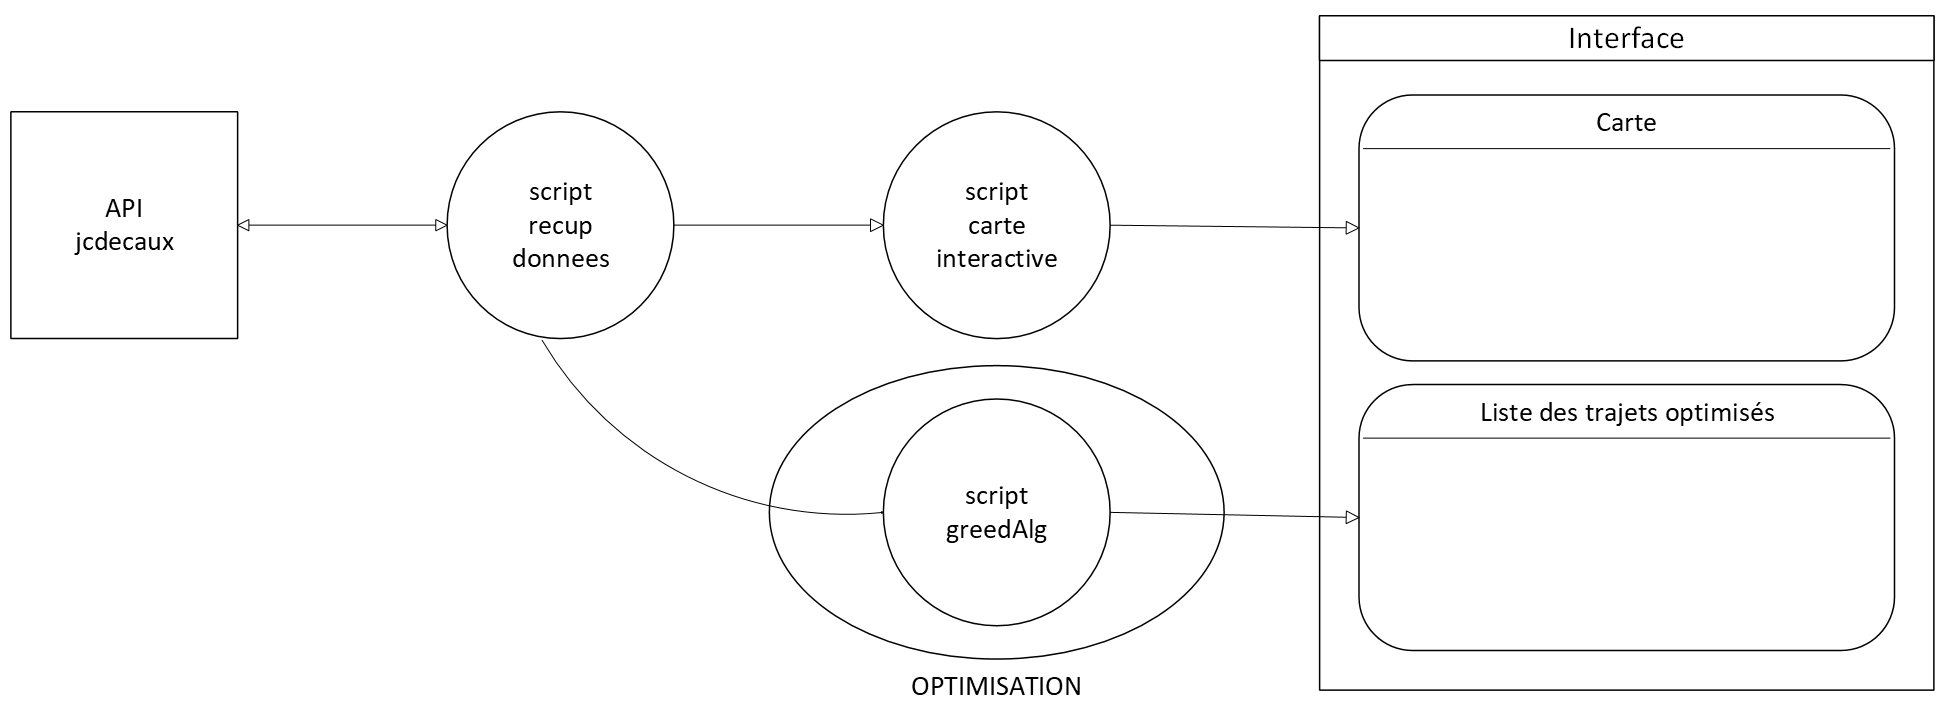 Interface
Carte
API
jcdecaux
script
recup
donnees
script
carte
interactive
Liste des trajets optimisés
script
greedAlg
OPTIMISATION